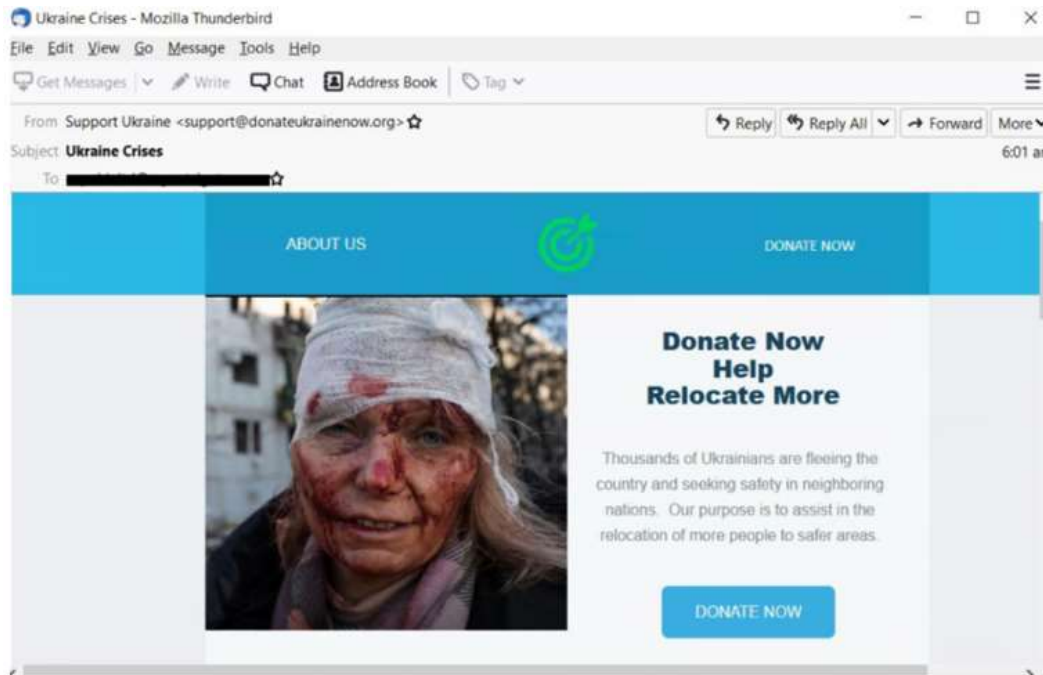 Ukraine Crises - Mozilla Thunderbird
File Edit View Go Message Tools Help
Get Messages Write Chat Address Book Tag
From Support Ukraine <support@donateukrainenow.org> Reply Reply All Forward More
Subject Ukraine Crises 6:01 a
To
ABOUT US DONATE NOW
Donate Now
Help
Relocate More
Thousands of Ukrainians are fleeing the
country and seeking safety in neighboring
nations. Our purpose is to assist in the
relocation of more people to safer areas.
DONATE NOW